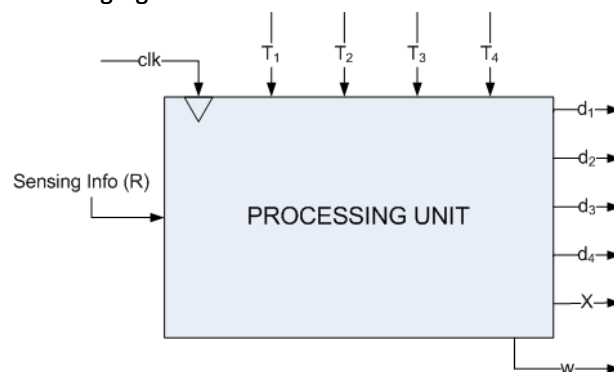 clk
T₁ T₂ T₃ T₄
d₁
d₂
Sensing Info (R)
PROCESSING UNIT
d₃
d₄
X
w